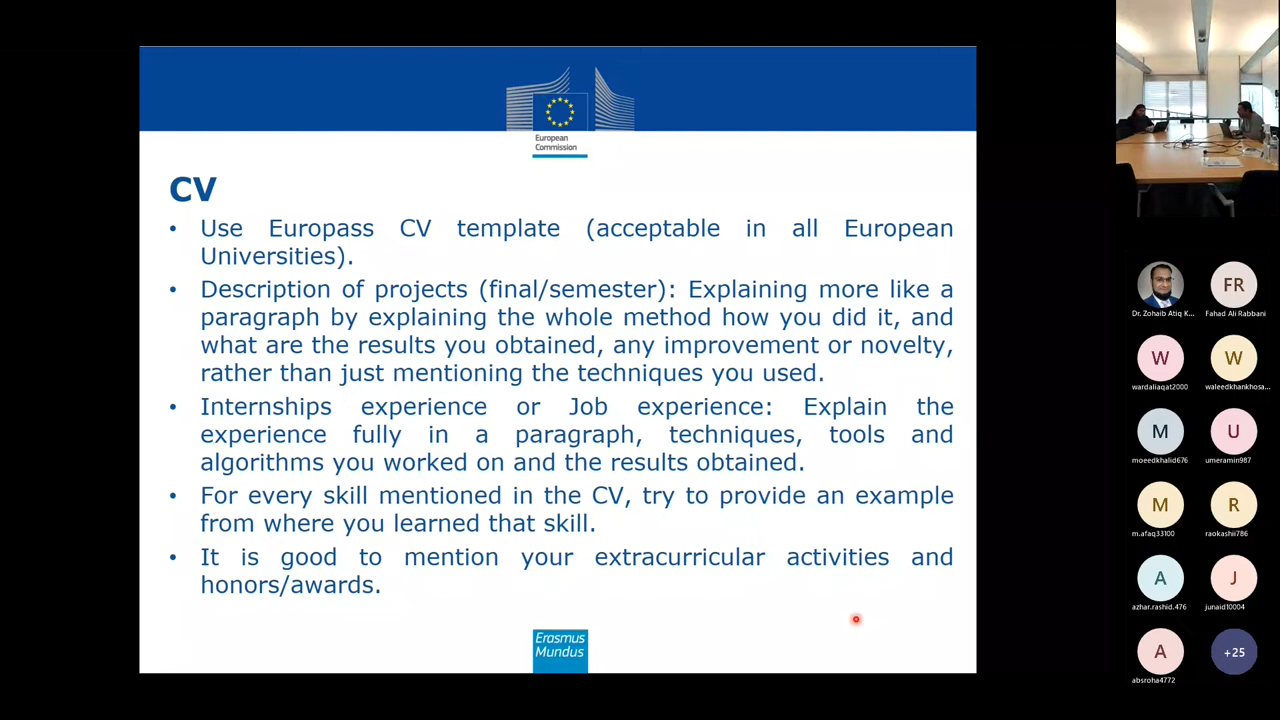 European
Commission
CV
• Use Europass CV template (acceptable in all European
Universities).
• Description of projects (final/semester): Explaining more like a
paragraph by explaining the whole method how you did it, and
what are the results you obtained, any improvement or novelty,
rather than just mentioning the techniques you used.
• Internships experience or Job experience: Explain the
experience fully in a paragraph, techniques, tools and
algorithms you worked on and the results obtained.
• For every skill mentioned in the CV, try to provide an example
from where you learned that skill.
• It is good to mention your extracurricular activities and
honors/awards.
Erasmus
Mundus
FR
Dr. Zohaib Atiq K...
Fahad Ali Rabbani
W
W
wardaliaqat2000
waleedkhankhosa...
M
U
moeedkhalid676
umeramin987
M
R
m.afaq33100
raokashii786
A
J
azhar.rashid.476
junaid10004
A
+25
absroha4772